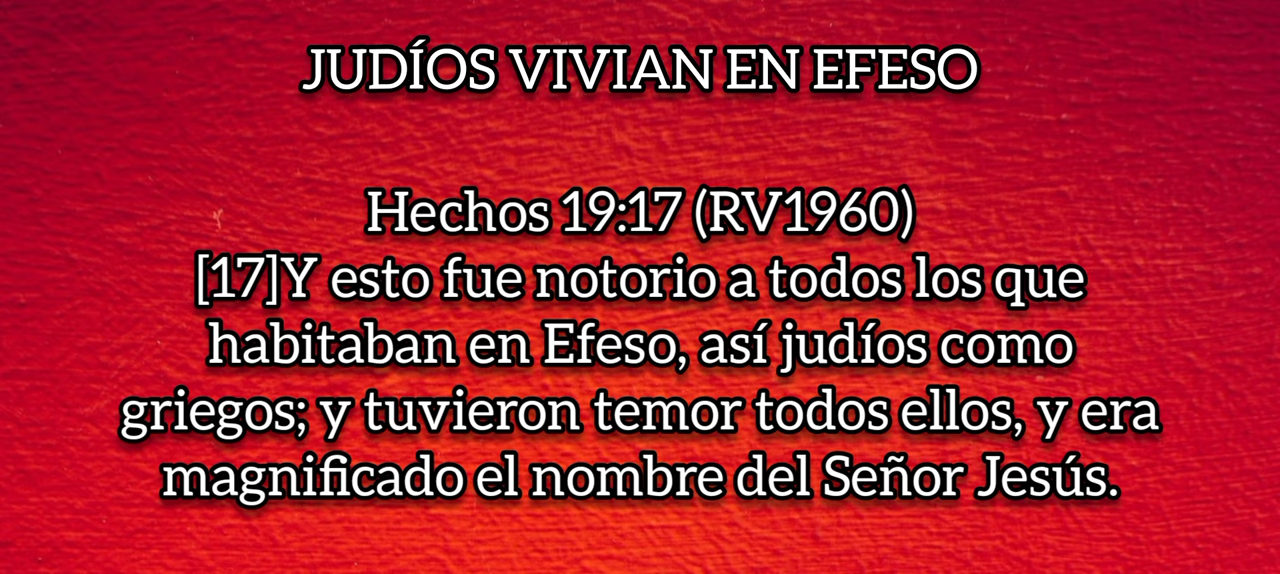 JUDÍOS VIVIAN EN EFESO
Hechos 19:17 (RV1960)
[17]Y esto fue notorio a todos los que
habitaban en Efeso, así judíos como
griegos; y tuvieron temor todos ellos, y era
magnificado el nombre del Señor Jesús.